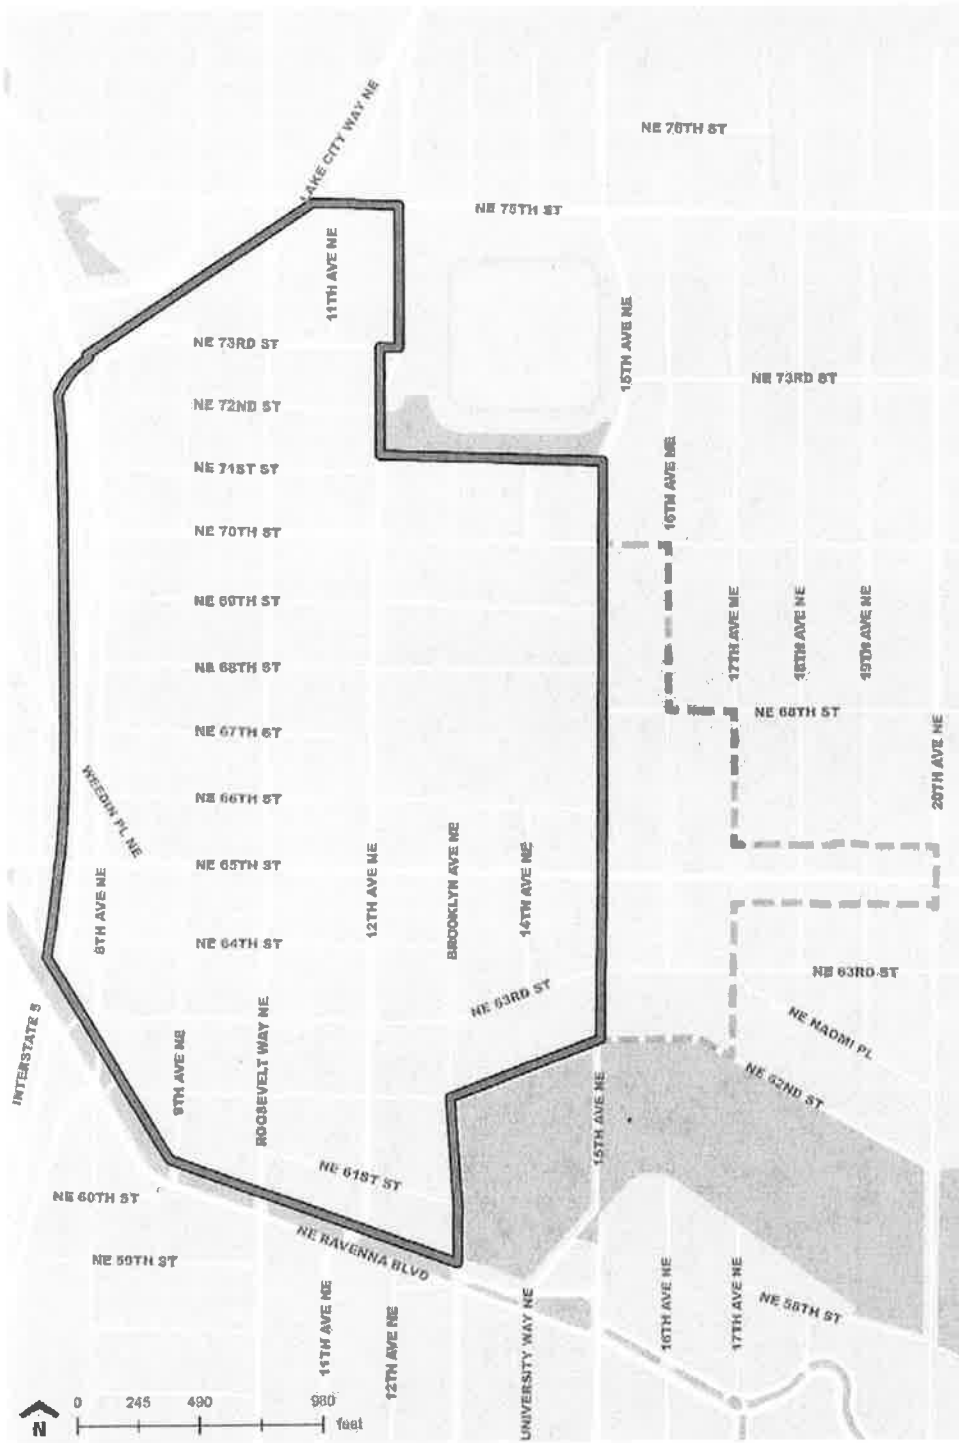 LAKE CITY WAY NE
NE 76TH ST
NE 75TH ST
11TH AVE NE
15TH AVE NE
NE 73RD ST
NE 73RD ST
NE 72ND ST
NE 71ST ST
16TH AVE NE
NE 70TH ST
NE 69TH ST
17TH AVE NE
18TH AVE NE
19TH AVE NE
NE 68TH ST
NE 68TH ST
NE 67TH ST
20TH AVE NE
WEEDIN PL NE
NE 66TH ST
NE 65TH ST
8TH AVE NE
12TH AVE NE
BROOKLYN AVE NE
14TH AVE NE
NE 64TH ST
NE 63RD ST
NE 63RD ST
INTERSTATE 5
9TH AVE NE
ROOSEVELT WAY NE
NE NAOMI PL
NE 62ND ST
15TH AVE NE
NE 61ST ST
NE 60TH ST
NE RAVENNA BLVD
NE 59TH ST
11TH AVE NE
12TH AVE NE
UNIVERSITY WAY NE
16TH AVE NE
17TH AVE NE
NE 58TH ST
N
0 245 490 980
feet